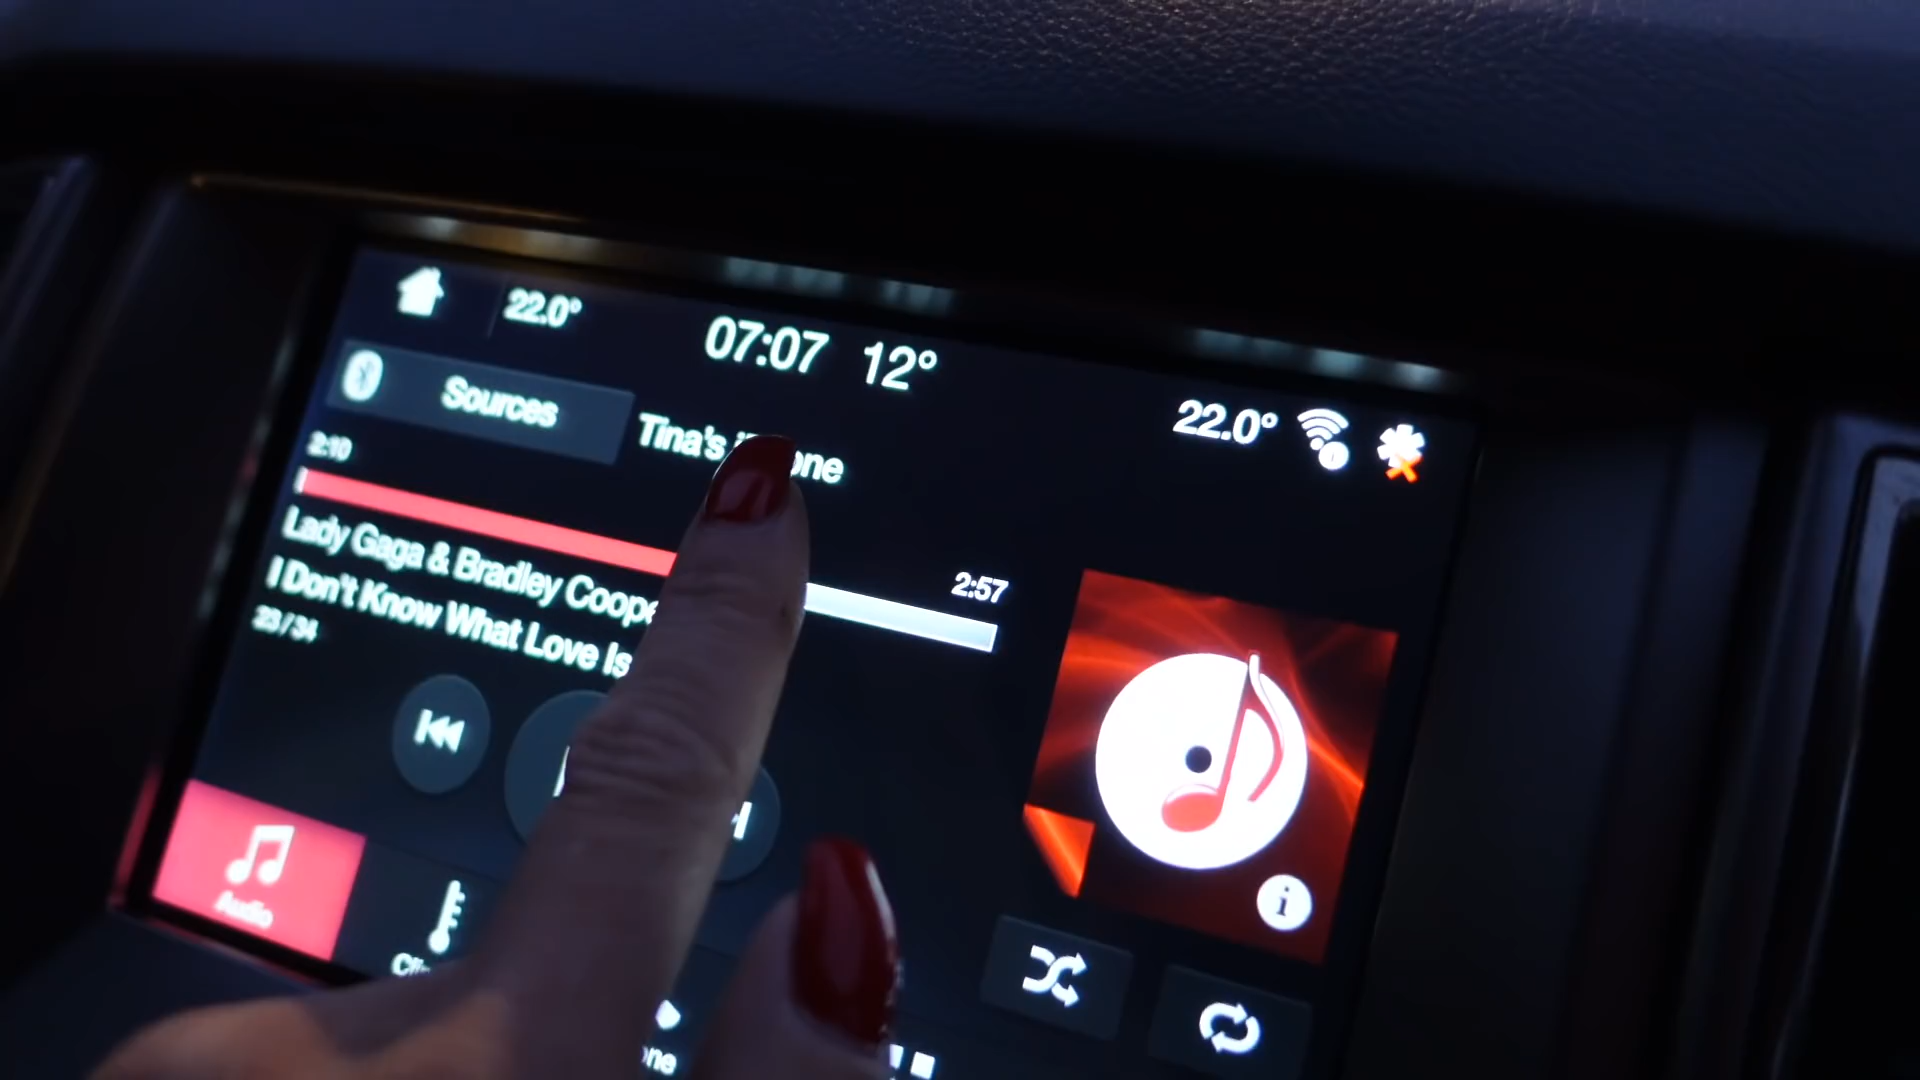 22.0°
07:07 12°
22.0°
Sources
Tina's
2:10
2:57
Lady Gaga & Bradley
I Don't Know What Love Is
23/34
Audio